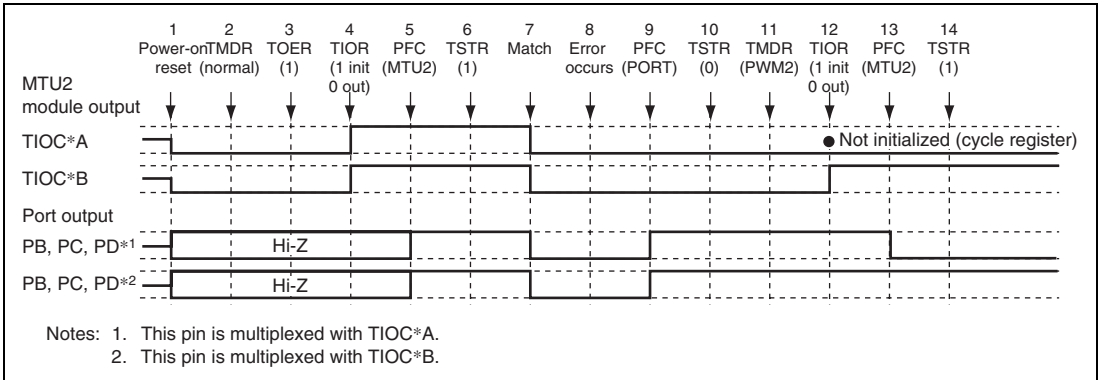 1 2 3 4 5 6 7 8 9 10 11 12 13 14
Power-onTMDR TOER TIOR PFC TSTR Match Error PFC TSTR TMDR TIOR PFC TSTR
reset (normal) (1) (1 init (MTU2) (1) occurs (PORT) (0) (PWM2) (1 init (MTU2) (1)
MTU2 0 out) 0 out)
module output
TIOC*A ● Not initialized (cycle register)
TIOC*B
Port output
PB, PC, PD*1 Hi-Z
PB, PC, PD*2 Hi-Z
Notes: 1. This pin is multiplexed with TIOC*A.
2. This pin is multiplexed with TIOC*B.